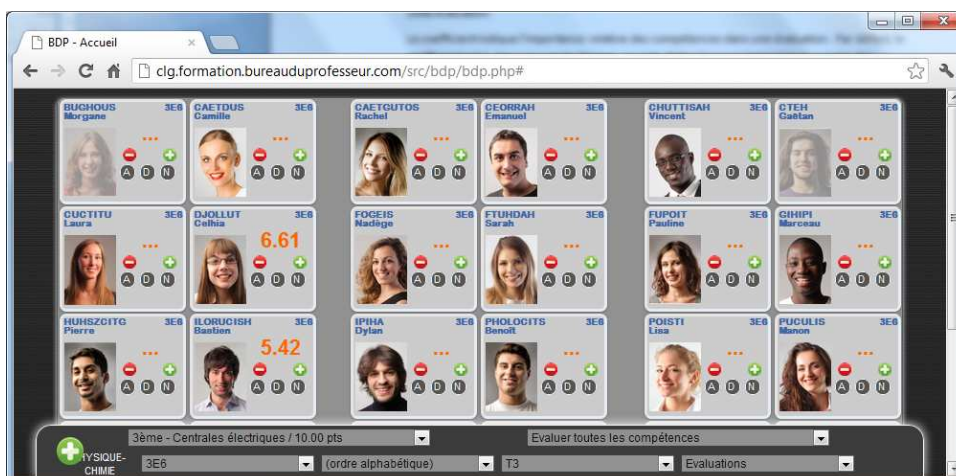 BDP - Accueil
clg.formation.bureauduprofesseur.com/src/bdp/bdp.php#
BUGHOUS 3E6 CAETDUS 3E6 CAETGUTOS 3E6 CEORRAH 3E6 CHUTTISAH 3E6 CTEH 3E6
Morgane Camille Rachel Emanuel Vincent Gaëtan
... ... ... ... ... ...
A D N A D N A D N A D N A D N A D N
CUCTITU 3E6 DJOLLUT 3E6 FOGEIS 3E6 FTUHDAH 3E6 FUPOIT 3E6 GIHIPI 3E6
Laura Celhia Nadège Sarah Pauline Marceau
... 6.61 ... ... ... ...
A D N A D N A D N A D N A D N A D N
HUHSZCITG 3E6 ILORUCISH 3E6 IPIHA 3E6 PHOLOCITS 3E6 POISTI 3E6 PUCULIS 3E6
Pierre Bastien Dylan Benoît Lisa Manon
... 5.42 ... ... ... ...
A D N A D N A D N A D N A D N A D N
3ème - Centrales électriques / 10.00 pts Evaluer toutes les compétences
YSIQUE-
CHIMIE
3E6 (ordre alphabétique) T3 Evaluations